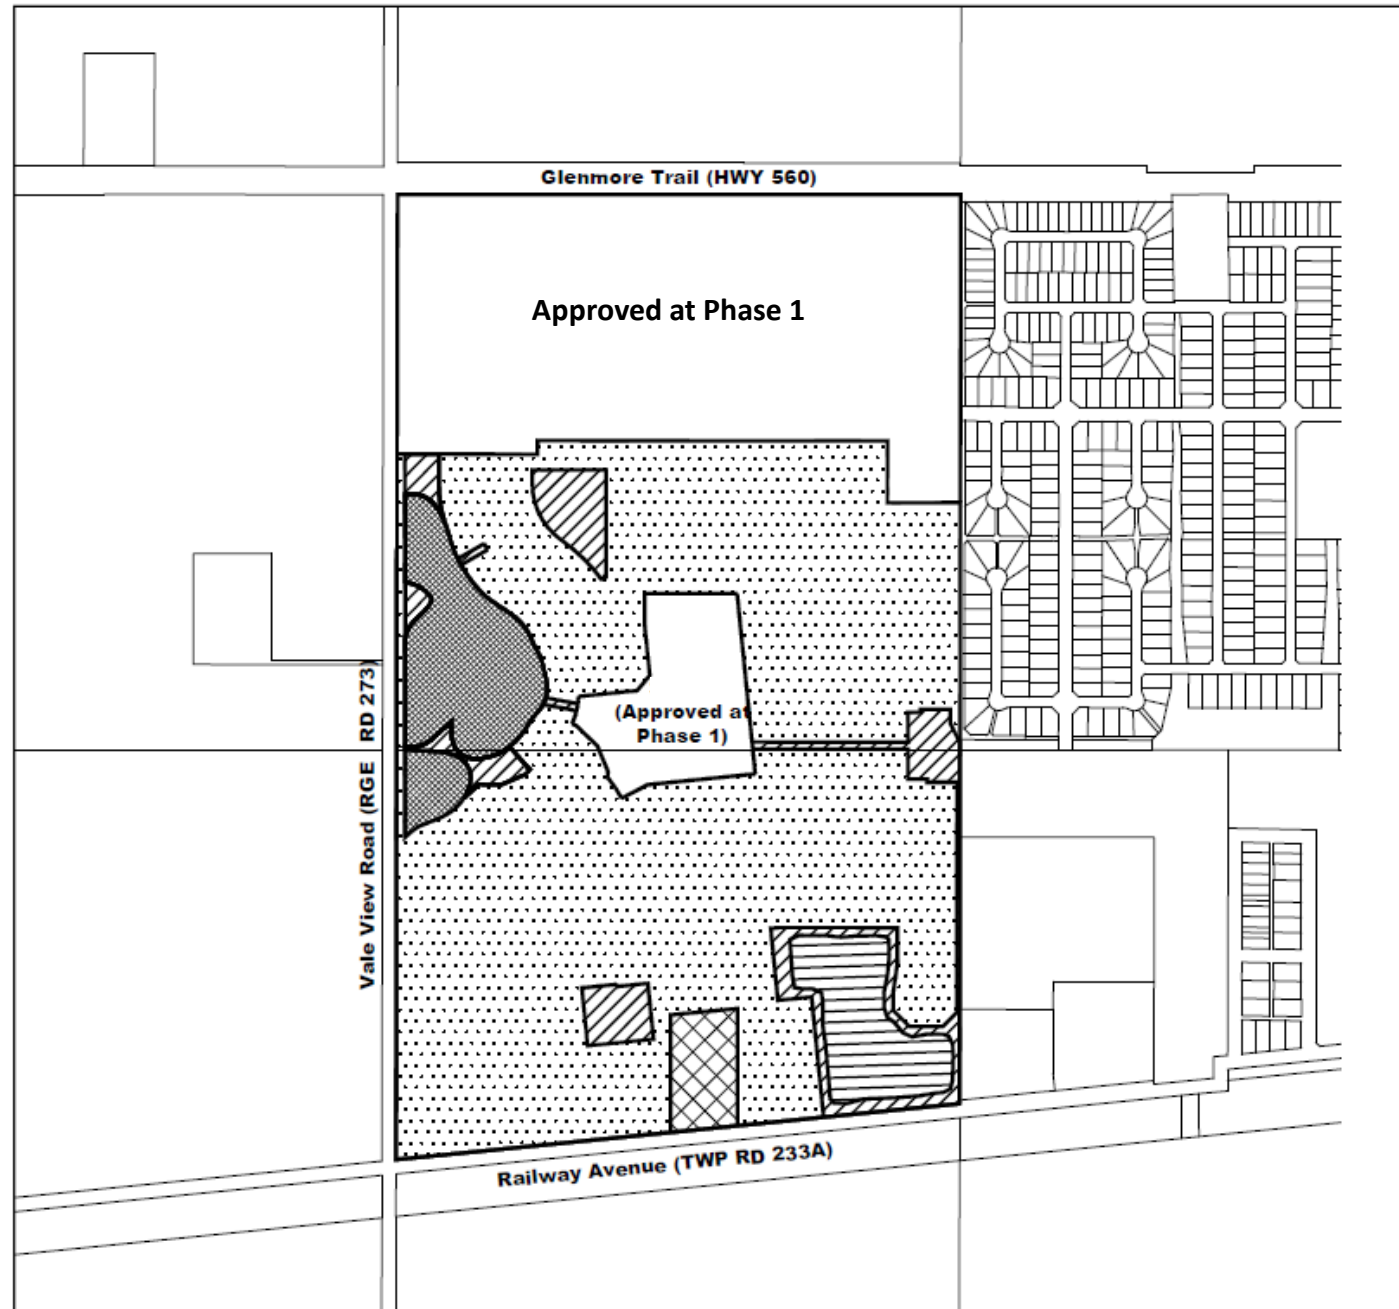 Glenmore Trail (HWY 560)
Approved at Phase 1
(Approved at
Phase 1)
Vale View Road (RGE RD 273)
Railway Avenue (TWP RD 233A)